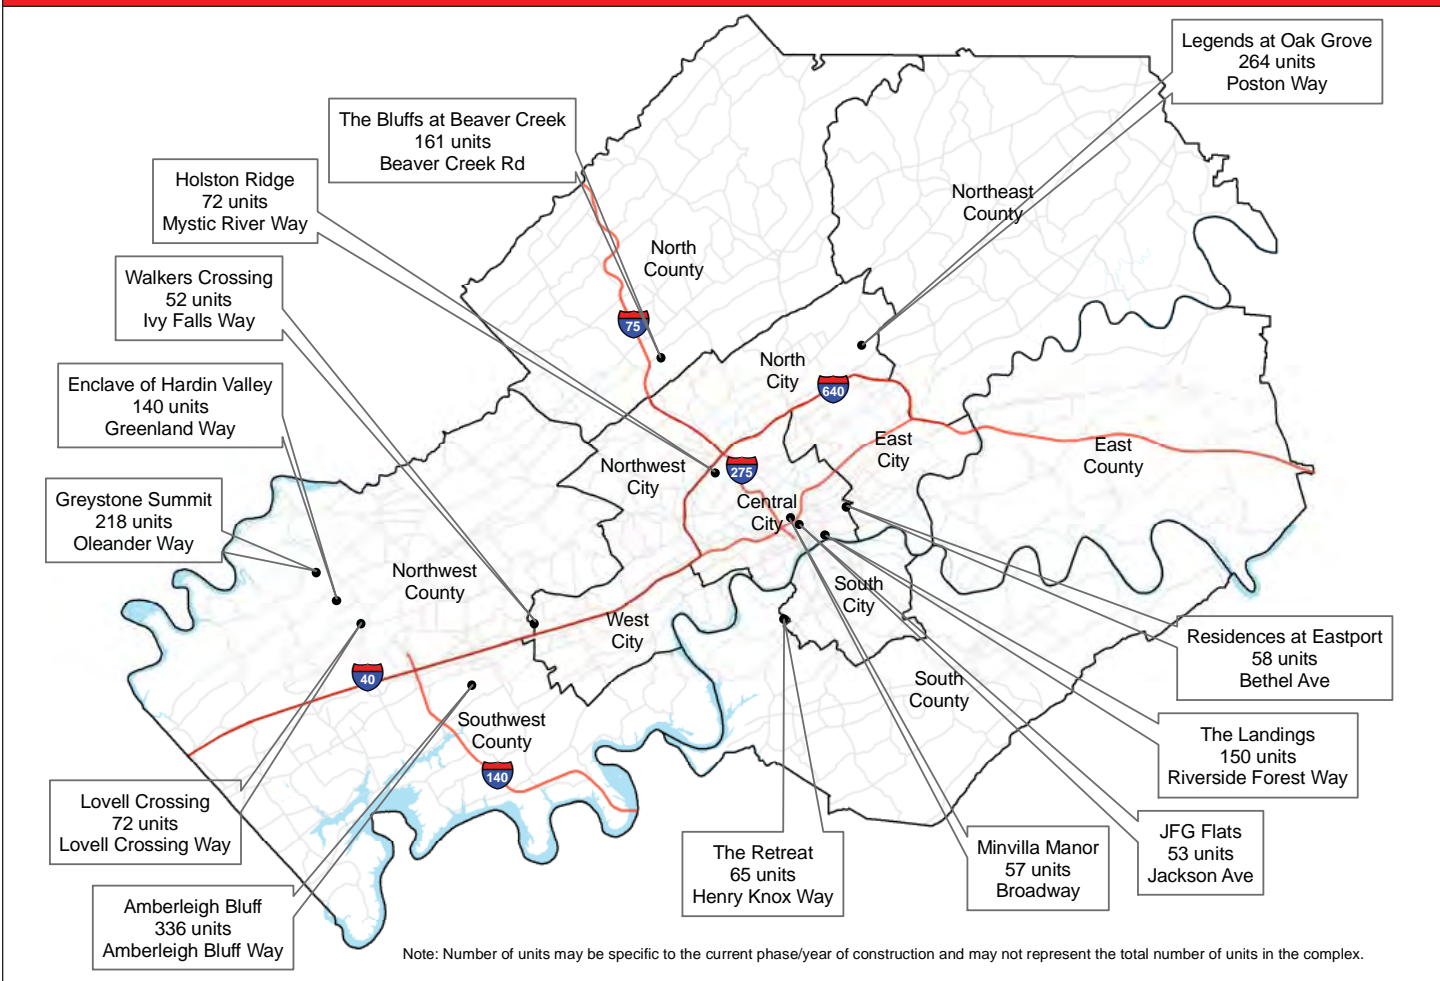 Legends at Oak Grove
264 units
Poston Way
The Bluffs at Beaver Creek
161 units
Beaver Creek Rd
Holston Ridge
72 units
Mystic River Way
Walkers Crossing
52 units
Ivy Falls Way
Enclave of Hardin Valley
140 units
Greenland Way
Greystone Summit
218 units
Oleander Way
Northeast
County
North
County
75
North
City
640
East
City
East
County
Northwest
City
275
Central
City
Northwest
County
South
City
West
City
40
South
County
Southwest
County
140
Residences at Eastport
58 units
Bethel Ave
The Landings
150 units
Riverside Forest Way
Lovell Crossing
72 units
Lovell Crossing Way
JFG Flats
53 units
Jackson Ave
Minvilla Manor
57 units
Broadway
The Retreat
65 units
Henry Knox Way
Amberleigh Bluff
336 units
Amberleigh Bluff Way
Note: Number of units may be specific to the current phase/year of construction and may not represent the total number of units in the complex.